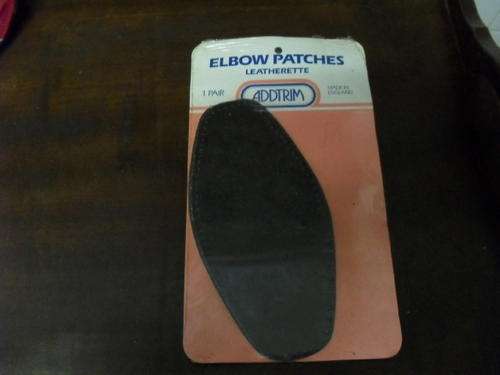 ELBOW PATCHES
LEATHERETTE
1 PAIR
ADDTRIM
MADE IN
ENGLAND